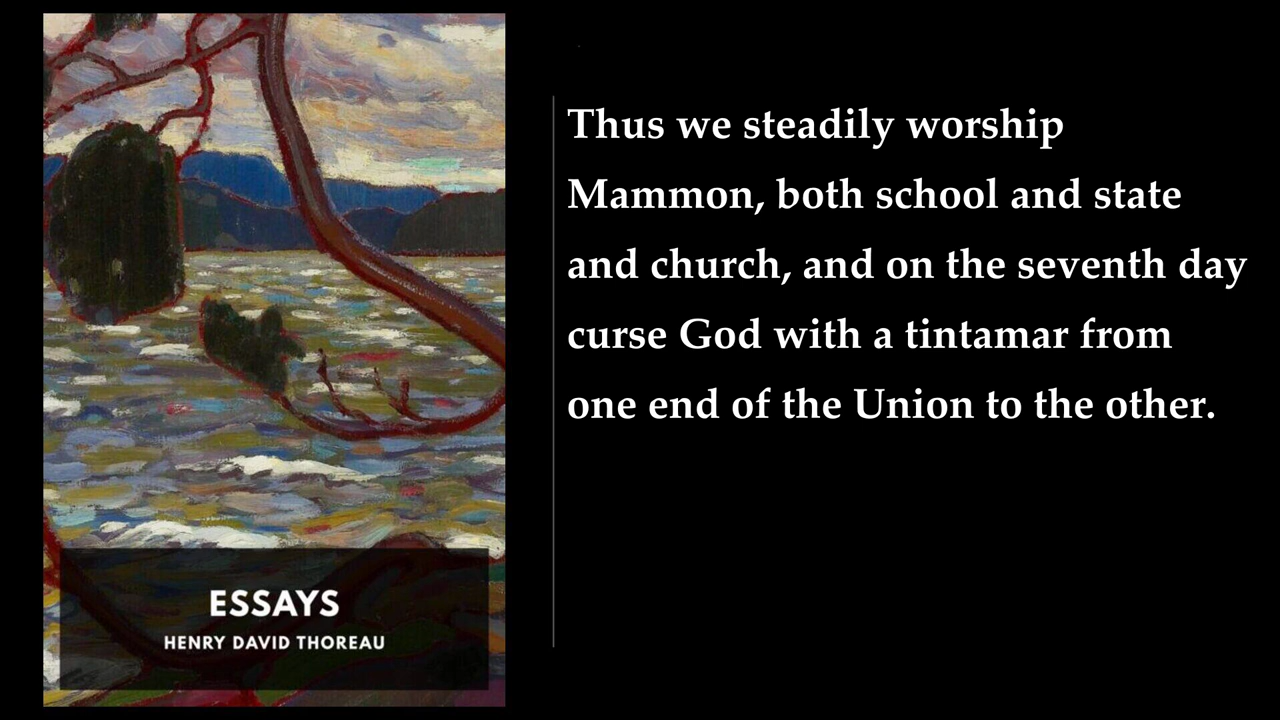 Thus we steadily worship
Mammon, both school and state
and church, and on the seventh day
curse God with a tintamar from
one end of the Union to the other.
ESSAYS
HENRY DAVID THOREAU